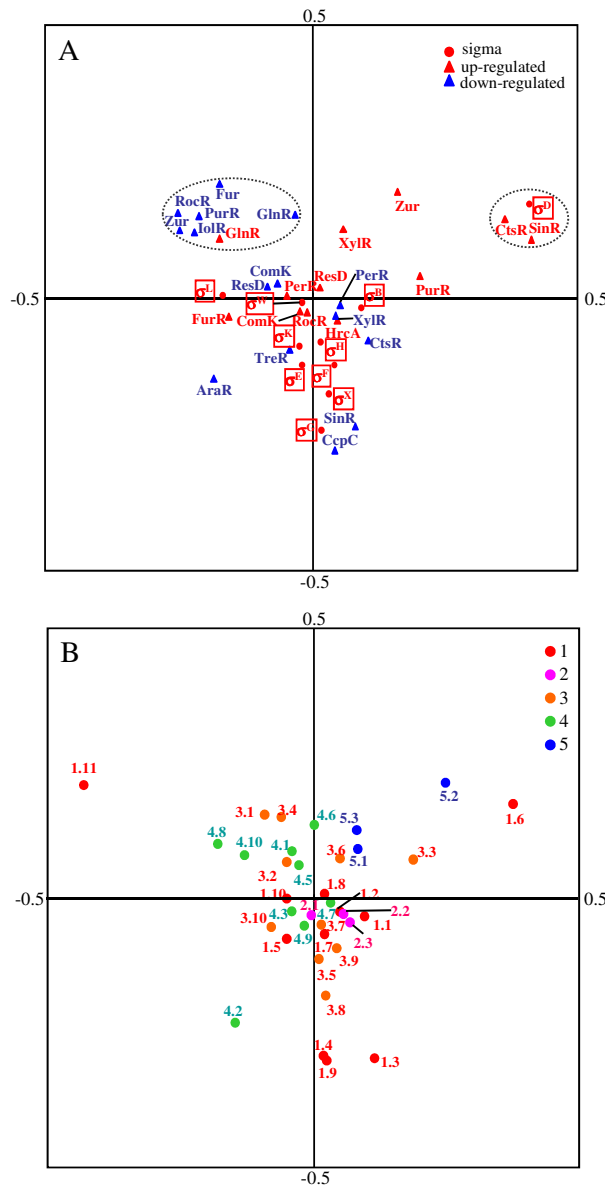 0.5
A
sigma
up-regulated
down-regulated
Fur
RocR
PurR
Zur
IolR
GlnR
GlnR
Zur
XylR
σD
CtsR
SinR
ComK
ResD
PerR
ResD
PerR
PurR
σL
σW
σB
-0.5
0.5
FurR
ComK
RocR
XylR
HrcA
CtsR
σK
σH
TreR
σE
σF
AraR
σX
SinR
σG
CcpC
-0.5
0.5
B
1
2
3
4
5
1.11
5.2
1.6
3.1
3.4
4.6
5.3
4.8
4.10
4.1
3.6
5.1
3.3
3.2
4.5
1.10
1.8
1.2
-0.5
0.5
2.1
4.3
4.7
2.2
1.1
3.10
3.7
2.3
1.5
4.9
1.7
3.9
3.5
3.8
4.2
1.4
1.3
1.9
-0.5